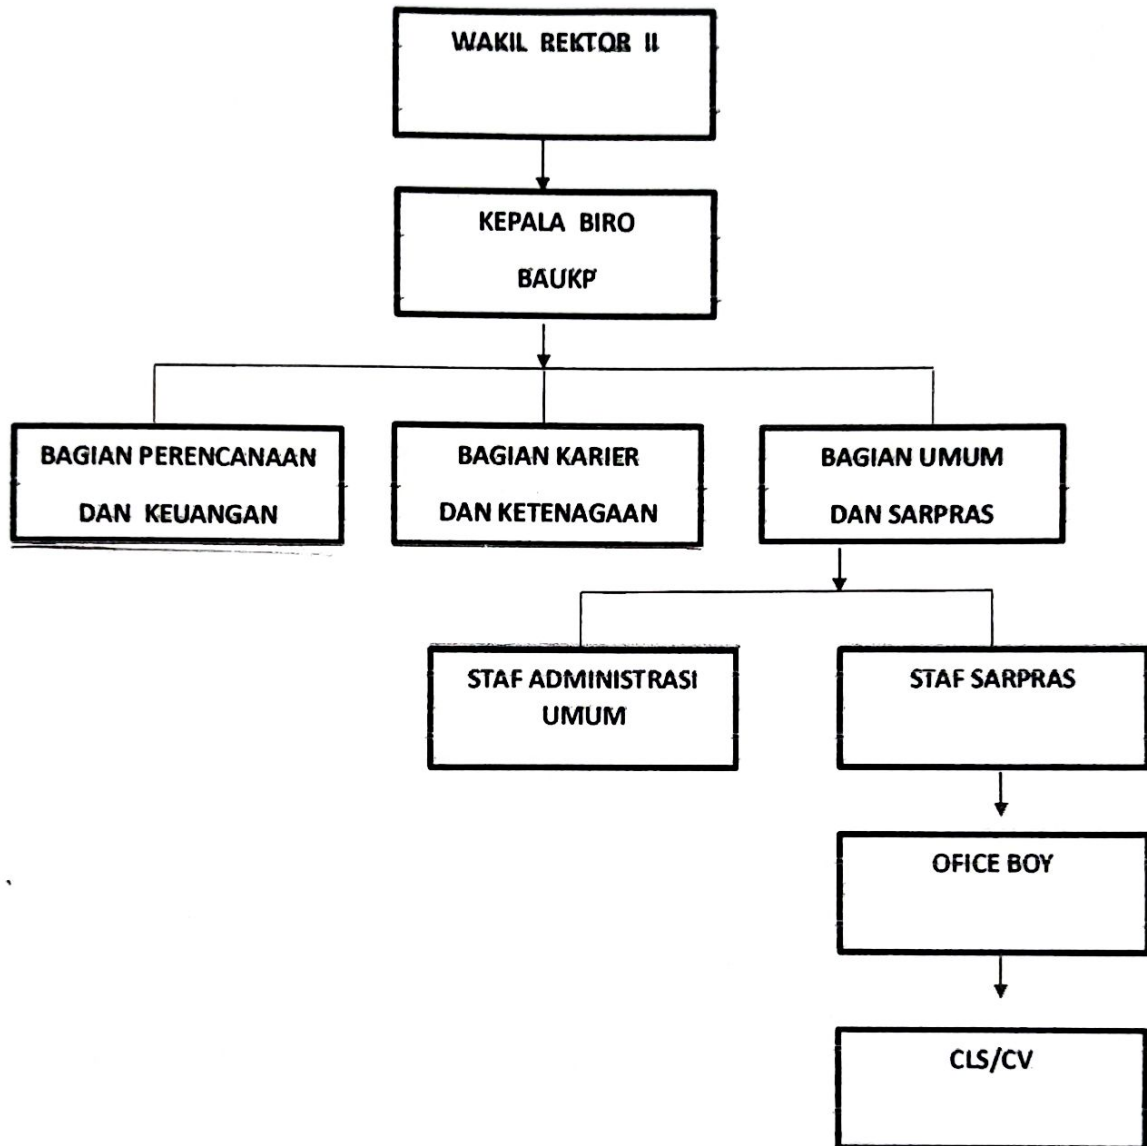 WAKIL REKTOR II
KEPALA BIRO
BAUKP
BAGIAN PERENCANAAN
DAN KEUANGAN
BAGIAN KARIER
DAN KETENAGAAN
BAGIAN UMUM
DAN SARPRAS
STAF ADMINISTRASI
UMUM
STAF SARPRAS
OFICE BOY
CLS/CV